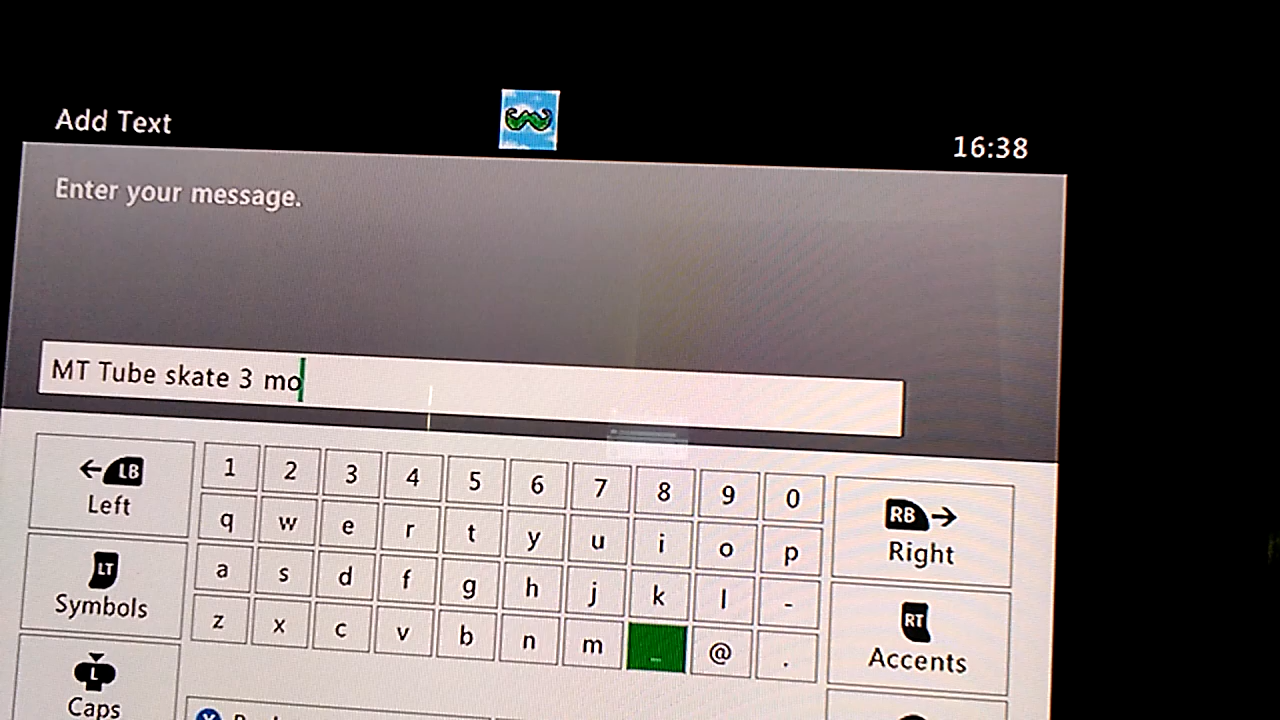 Add Text
16:38
Enter your message.
MT Tube skate 3 mo
← LB
Left
1 2 3 4 5 6 7 8 9 0
RB →
Right
q w e r t y u i o p
LT
Symbols
a s d f g h j k l -
RT
Accents
z x c v b n m _ @ .
L
Caps
X